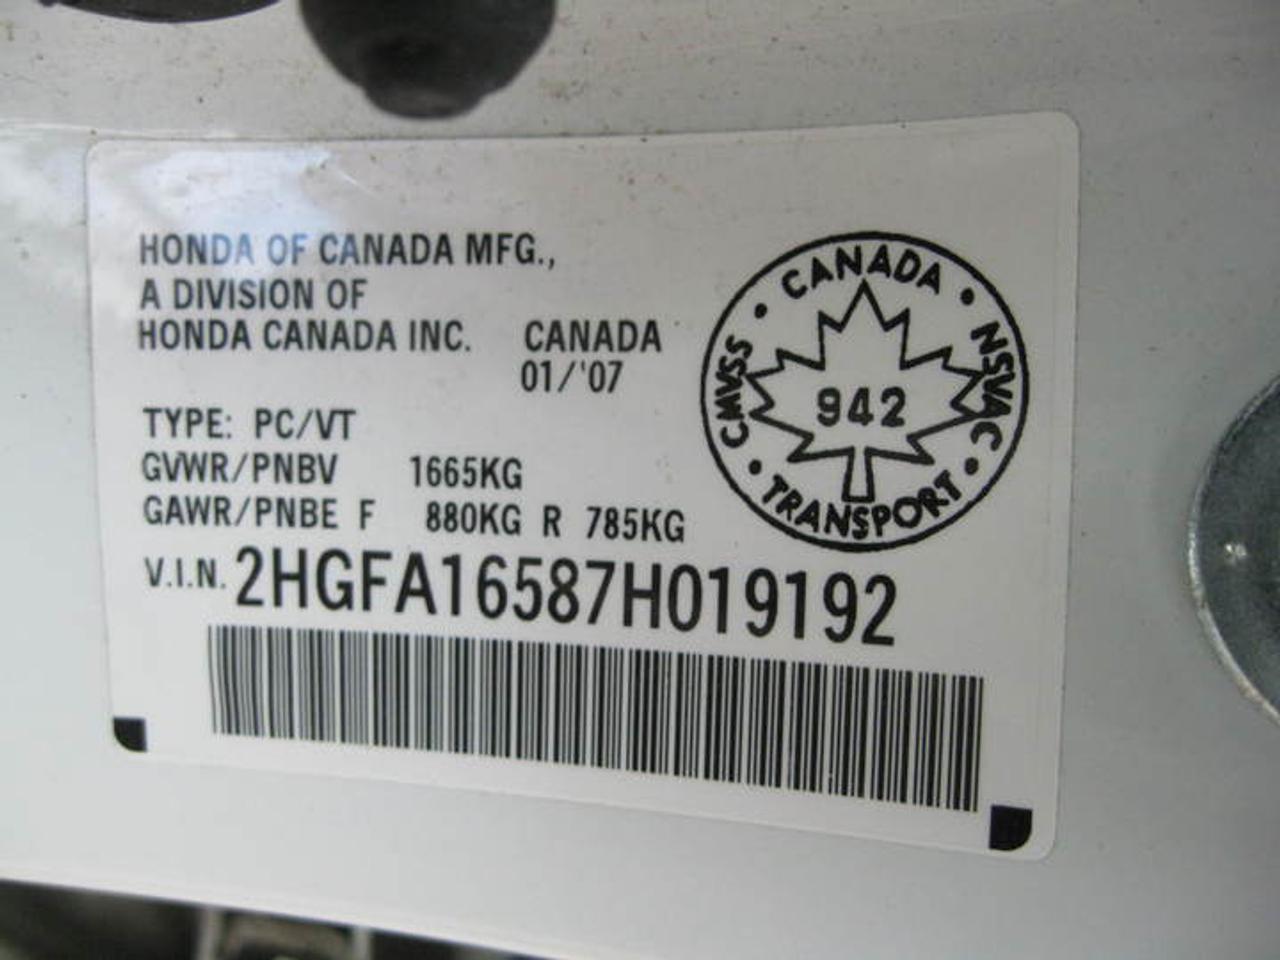 HONDA OF CANADA MFG.,
A DIVISION OF
HONDA CANADA INC. CANADA
01/'07
TYPE: PC/VT
GVWR/PNBV 1665KG
GAWR/PNBE F 880KG R 785KG
V.I.N. 2HGFA16587H019192
CANADA • NSVAC • TRANSPORT • CMVSS •
942